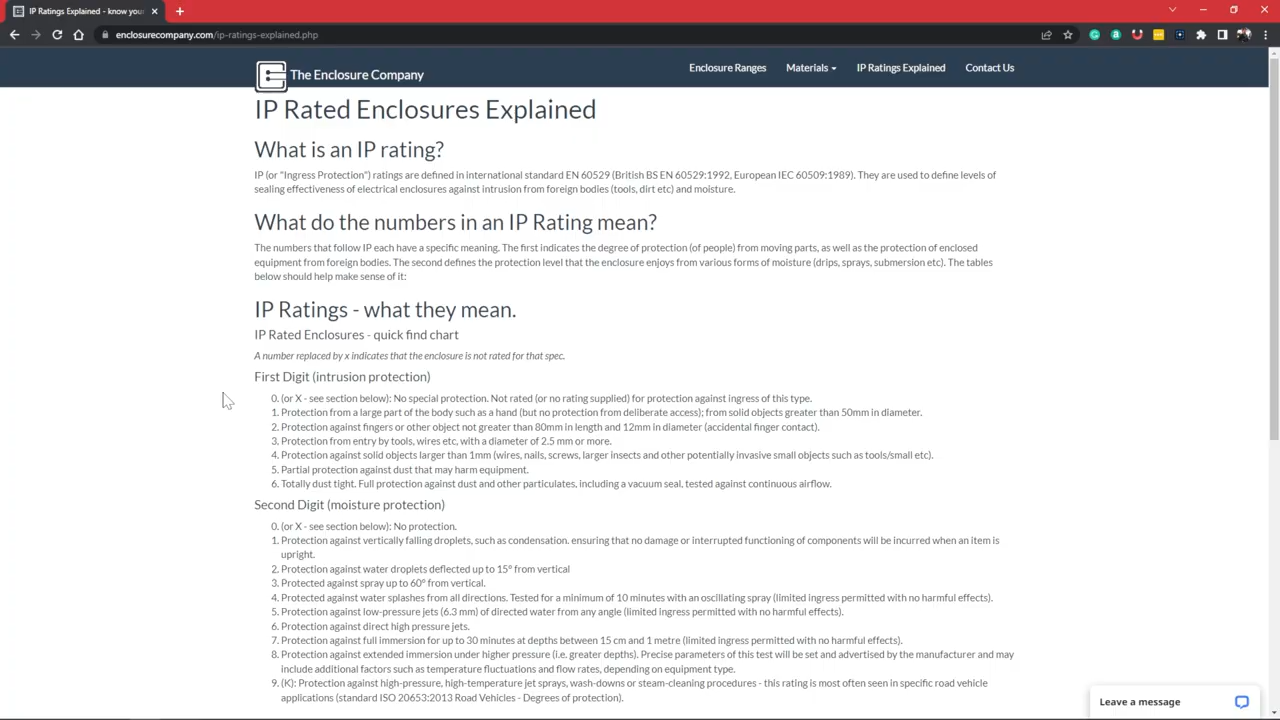 IP Ratings Explained - know your
enclosurecompany.com/ip-ratings-explained.php
The Enclosure Company
Enclosure Ranges
Materials
IP Ratings Explained
Contact Us
IP Rated Enclosures Explained
What is an IP rating?
IP (or "Ingress Protection") ratings are defined in international standard EN 60529 (British BS EN 60529:1992, European IEC 60509:1989). They are used to define levels of
sealing effectiveness of electrical enclosures against intrusion from foreign bodies (tools, dirt etc) and moisture.
What do the numbers in an IP Rating mean?
The numbers that follow IP each have a specific meaning. The first indicates the degree of protection (of people) from moving parts, as well as the protection of enclosed
equipment from foreign bodies. The second defines the protection level that the enclosure enjoys from various forms of moisture (drips, sprays, submersion etc). The tables
below should help make sense of it:
IP Ratings - what they mean.
IP Rated Enclosures - quick find chart
A number replaced by x indicates that the enclosure is not rated for that spec.
First Digit (intrusion protection)
0. (or X - see section below): No special protection. Not rated (or no rating supplied) for protection against ingress of this type.
1. Protection from a large part of the body such as a hand (but no protection from deliberate access); from solid objects greater than 50mm in diameter.
2. Protection against fingers or other object not greater than 80mm in length and 12mm in diameter (accidental finger contact).
3. Protection from entry by tools, wires etc, with a diameter of 2.5 mm or more.
4. Protection against solid objects larger than 1mm (wires, nails, screws, larger insects and other potentially invasive small objects such as tools/small etc).
5. Partial protection against dust that may harm equipment.
6. Totally dust tight. Full protection against dust and other particulates, including a vacuum seal, tested against continuous airflow.
Second Digit (moisture protection)
0. (or X - see section below): No protection.
1. Protection against vertically falling droplets, such as condensation. ensuring that no damage or interrupted functioning of components will be incurred when an item is
upright.
2. Protection against water droplets deflected up to 15° from vertical
3. Protected against spray up to 60° from vertical.
4. Protected against water splashes from all directions. Tested for a minimum of 10 minutes with an oscillating spray (limited ingress permitted with no harmful effects).
5. Protection against low-pressure jets (6.3 mm) of directed water from any angle (limited ingress permitted with no harmful effects).
6. Protection against direct high pressure jets.
7. Protection against full immersion for up to 30 minutes at depths between 15 cm and 1 metre (limited ingress permitted with no harmful effects).
8. Protection against extended immersion under higher pressure (i.e. greater depths). Precise parameters of this test will be set and advertised by the manufacturer and may
include additional factors such as temperature fluctuations and flow rates, depending on equipment type.
9. (K): Protection against high-pressure, high-temperature jet sprays, wash-downs or steam-cleaning procedures - this rating is most often seen in specific road vehicle
applications (standard ISO 20653:2013 Road Vehicles - Degrees of protection).
Leave a message